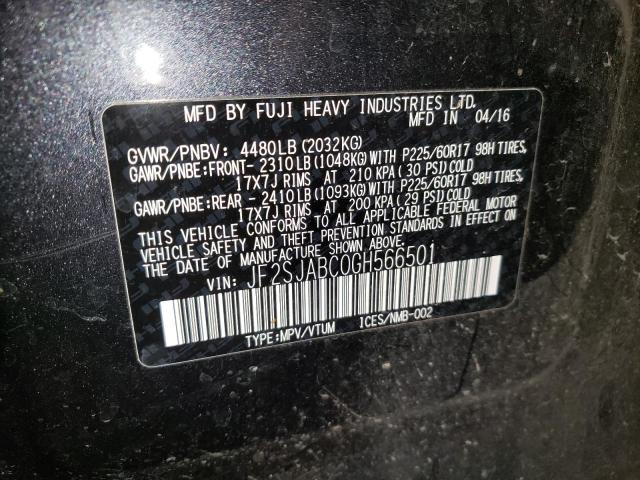 MFD BY FUJI HEAVY INDUSTRIES LTD.
MFD IN 04/16
GVWR/PNBV: 4480LB (2032KG)
GAWR/PNBE:FRONT- 2310LB (1048KG)WITH P225/60R17 98H TIRES,
17X7J RIMS AT 210 KPA ( 30 PSI) COLD
GAWR/PNBE:REAR - 2410LB (1093KG)WITH P225/60R17 98H TIRES,
17X7J RIMS AT 200 KPA ( 29 PSI) COLD
THIS VEHICLE CONFORMS TO ALL APPLICABLE FEDERAL MOTOR
VEHICLE SAFETY AND THEFT PREVENTION STANDARDS IN EFFECT ON
THE DATE OF MANUFACTURE SHOWN ABOVE.
VIN: JF2SJABC0GH566501
TYPE:MPV/VTUM ICES/NMB-002